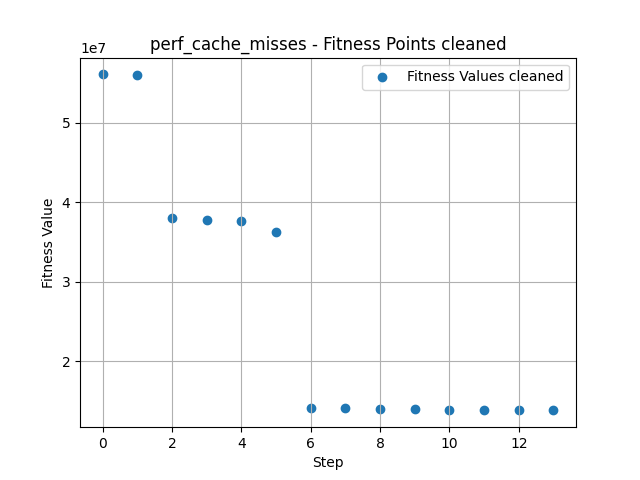 perf_cache_misses - Fitness Points cleaned
1e7
Fitness Values cleaned
5
4
3
2
Fitness Value
0 2 4 6 8 10 12
Step